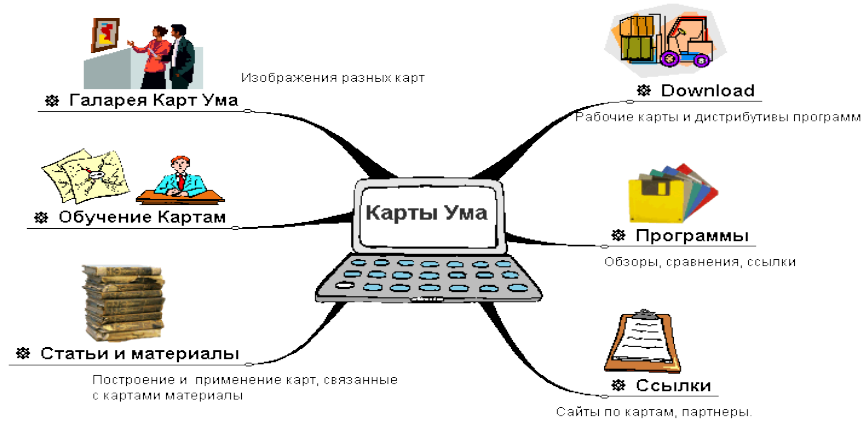 Изображения разных карт
Галарея Карт Ума
Download
Рабочие карты и дистрибутивы программ
Обучение Картам
Карты Ума
Программы
Обзоры, сравнения, ссылки
Статьи и материалы
Построение и применение карт, связанные
с картами материалы
Ссылки
Сайты по картам, партнеры.